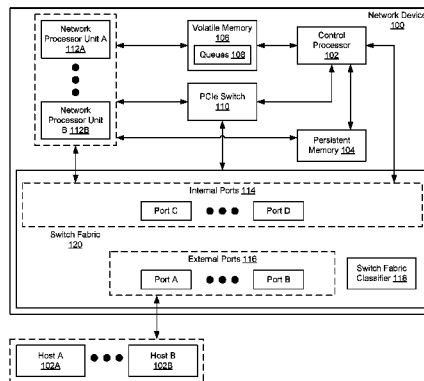 Network Device
100
Network
Processor Unit A
112A
Network
Processor Unit
B 112B
Volatile Memory
106
Queues 108
Control
Processor
102
PCIe Switch
110
Persistent
Memory 104
Internal Ports 114
Port C
Port D
Switch Fabric
120
External Ports 116
Port A
Port B
Switch Fabric
Classifier 118
Host A
102A
Host B
102B